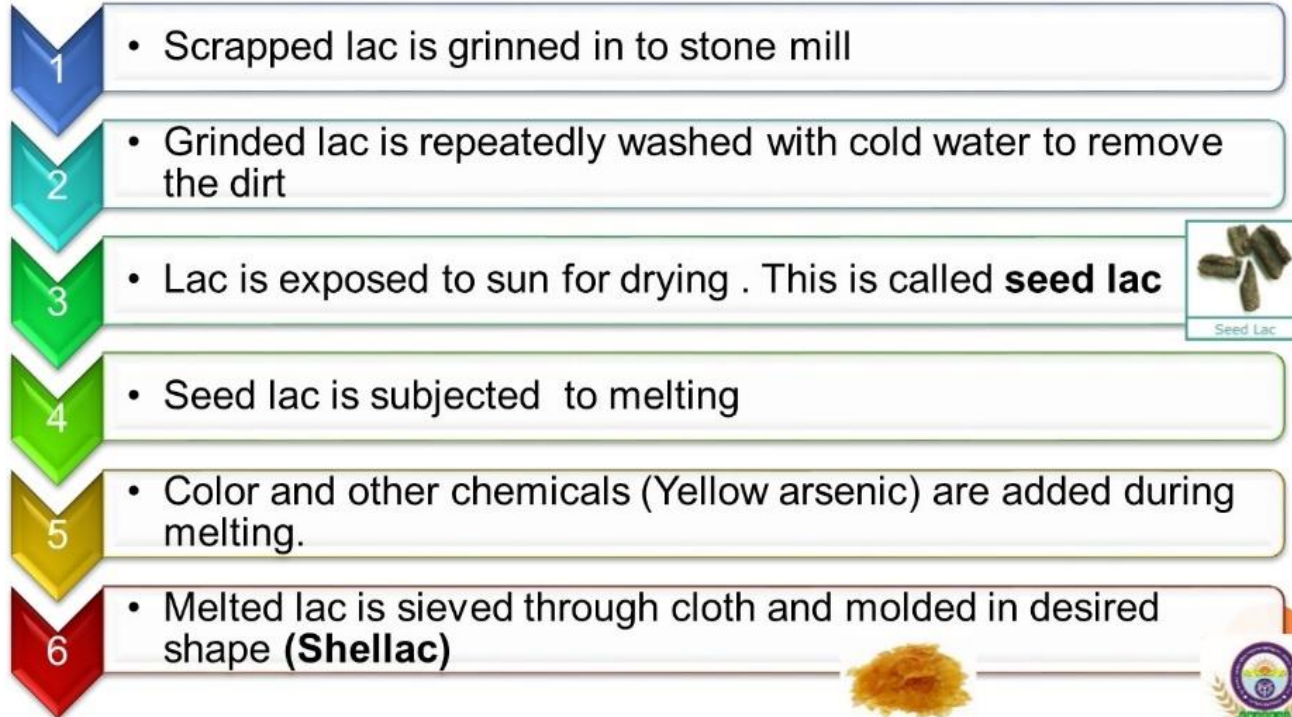 1
• Scrapped lac is grinned in to stone mill
2
• Grinded lac is repeatedly washed with cold water to remove
the dirt
3
• Lac is exposed to sun for drying . This is called seed lac
Seed Lac
4
• Seed lac is subjected  to melting
5
• Color and other chemicals (Yellow arsenic) are added during
melting.
6
• Melted lac is sieved through cloth and molded in desired
shape (Shellac)